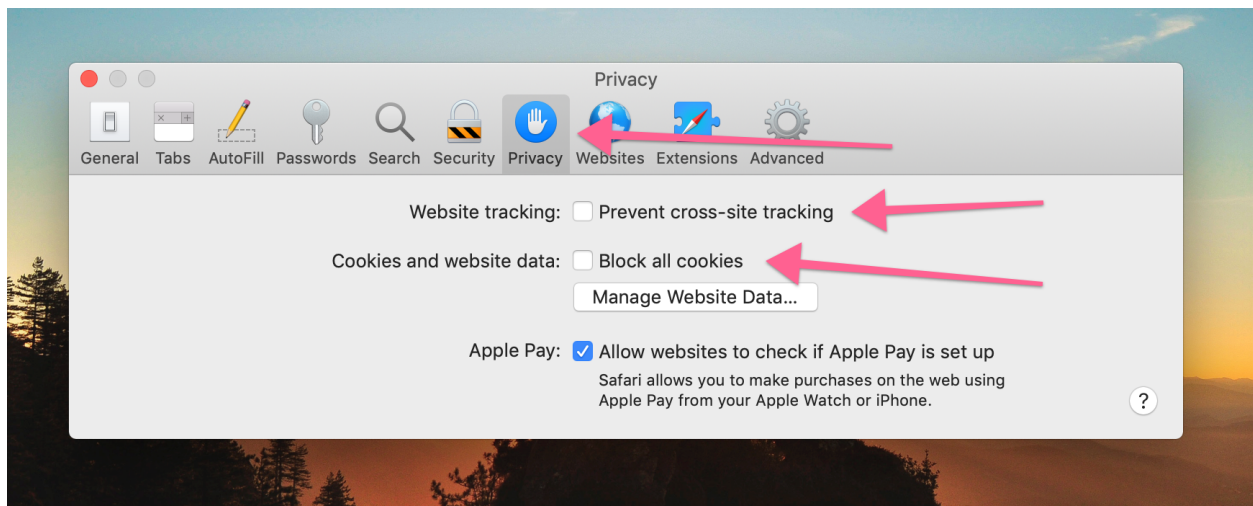 Privacy
General Tabs AutoFill Passwords Search Security Privacy Websites Extensions Advanced
Website tracking: Prevent cross-site tracking
Cookies and website data: Block all cookies
Manage Website Data...
Apple Pay: Allow websites to check if Apple Pay is set up
Safari allows you to make purchases on the web using
Apple Pay from your Apple Watch or iPhone.
?